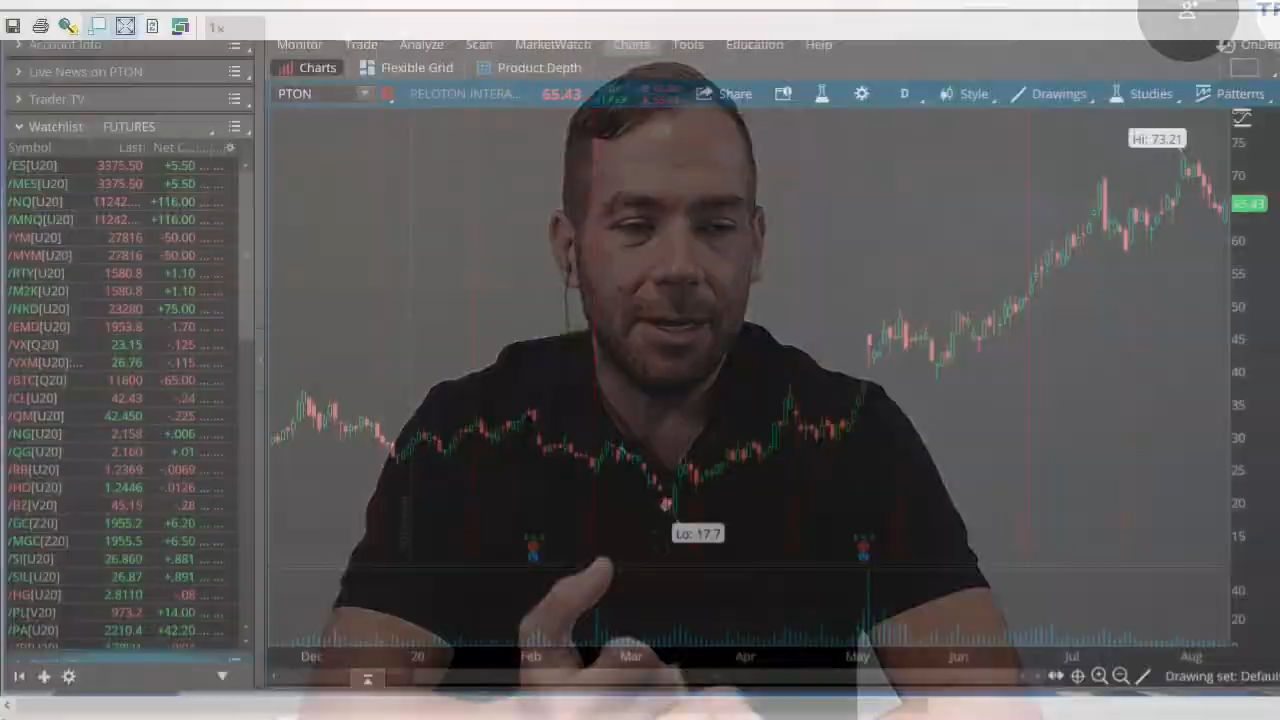 1x
TR
Account Info
OnDem
Monitor Trade Analyze Scan MarketWatch Charts Tools Education Help
Live News on PTON
Charts Flexible Grid Product Depth
Trader TV
PTON PELOTON INTERA... 65.43 Share D Style Drawings Studies Patterns
Watchlist FUTURES
Symbol Last Net C...
/ES[U20] 3375.50 +5.50 ... ...
/MES[U20] 3375.50 +5.50 ... ...
/NQ[U20] 11242.... +116.00 ... ...
/MNQ[U20] 11242.... +116.00 ... ...
/YM[U20] 27816 -50.00 ... ...
/MYM[U20] 27816 -50.00 ... ...
/RTY[U20] 1580.8 +1.10 ... ...
/M2K[U20] 1580.8 +1.10 ... ...
/NKD[U20] 23280 +75.00 ... ...
/EMD[U20] 1953.8 -1.70 ... ...
/VX[Q20] 23.15 -.125 ... ...
/VXM[U20]:... 26.76 -.115 ... ...
/BTC[Q20] 11800 -65.00 ... ...
/CL[U20] 42.43 -.24 ... ...
/QM[U20] 42.450 -.225 ... ...
/NG[U20] 2.158 +.006 ... ...
/QG[U20] 2.160 +.01 ... ...
/RB[U20] 1.2369 -.0069 ... ...
/HO[U20] 1.2446 -.0126 ... ...
/BZ[V20] 45.15 -.28 ... ...
/GC[Z20] 1955.2 +6.20 ... ...
/MGC[Z20] 1955.5 +6.50 ... ...
/SI[U20] 26.860 +.881 ... ...
/SIL[U20] 26.87 +.891 ... ...
/HG[U20] 2.8110 -.08 ... ...
/PL[V20] 973.2 +14.00 ... ...
/PA[U20] 2210.4 +42.20 ... ...
Hi: 73.21
75
70
65.43
60
55
50
45
40
35
30
25
20
Lo: 17.7
15
40
20
Dec '20 Feb Mar Apr May Jun Jul Aug
Drawing set: Defaul